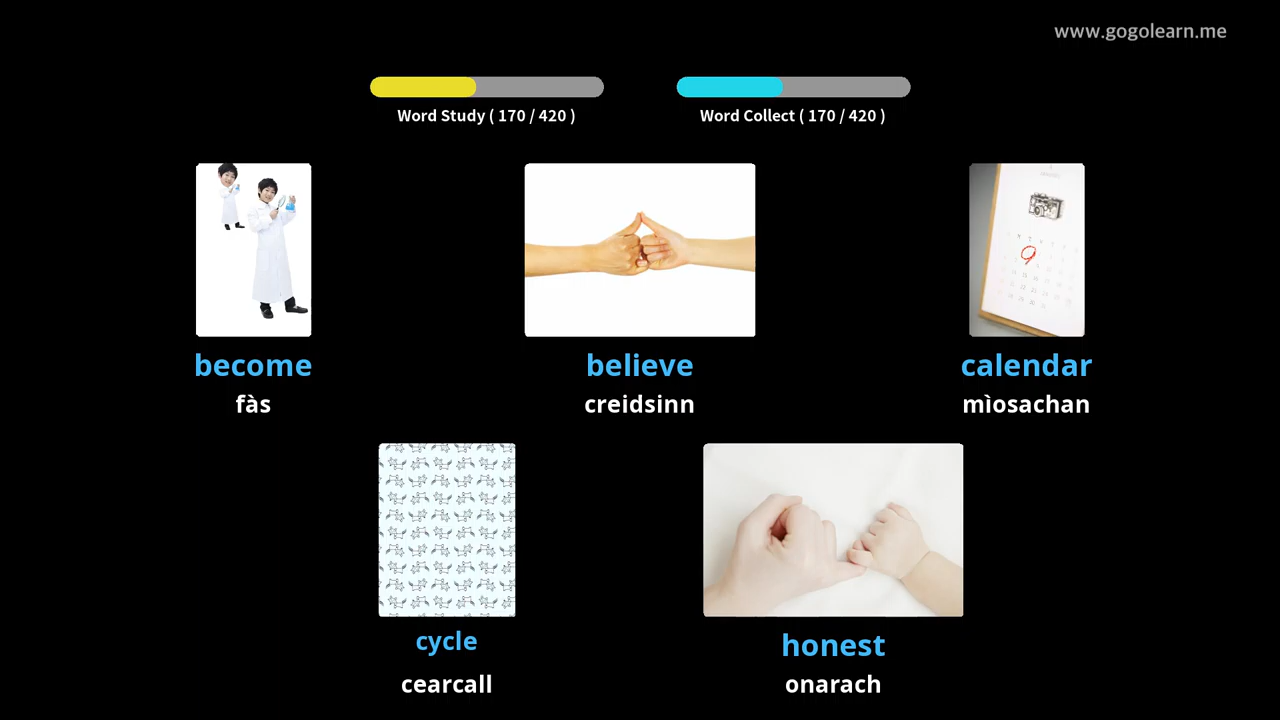 www.gogolearn.me
Word Study ( 170 / 420 )
Word Collect ( 170 / 420 )
become
fàs
believe
creidsinn
calendar
mìosachan
cycle
cearcall
honest
onarach